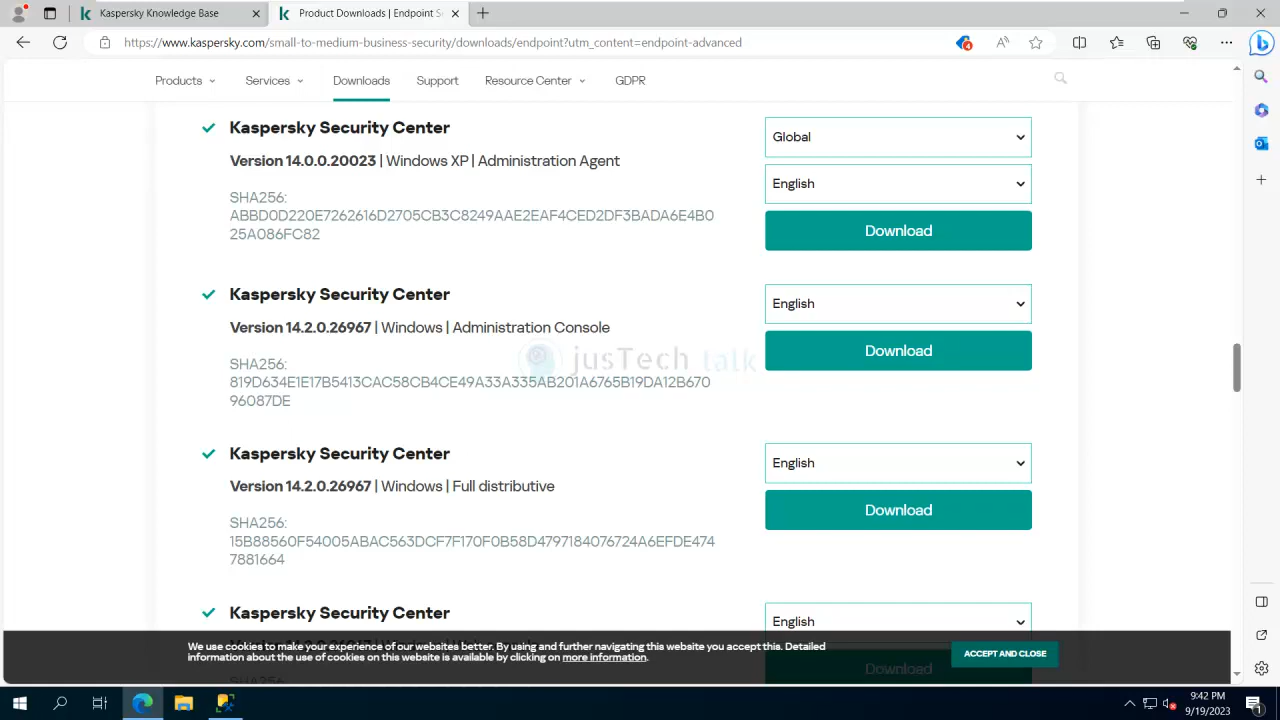 Kaspersky Knowledge Base
Product Downloads | Endpoint S
https://www.kaspersky.com/small-to-medium-business-security/downloads/endpoint?utm_content=endpoint-advanced
4
Products
Services
Downloads
Support
Resource Center
GDPR
Kaspersky Security Center
Global
Version 14.0.0.20023 | Windows XP | Administration Agent
English
SHA256:
ABBD0D220E7262616D2705CB3C8249AAE2EAF4CED2DF3BADA6E4B0
025A086FC82
Download
Kaspersky Security Center
English
Version 14.2.0.26967 | Windows | Administration Console
Download
jusTech talk
SHA256:
819D634E1E17B5413CAC58CB4CE49A33A335AB201A6765B19DA12B670
96087DE
Kaspersky Security Center
English
Version 14.2.0.26967 | Windows | Full distributive
Download
SHA256:
15B88560F54005ABAC563DCF7F170F0B58D4797184076724A6EFDE474
7881664
Kaspersky Security Center
English
We use cookies to make your experience of our websites better. By using and further navigating this website you accept this. Detailed
information about the use of cookies on this website is available by clicking on more information.
ACCEPT AND CLOSE
Download
SHA256:
9:42 PM
9/19/2023
1